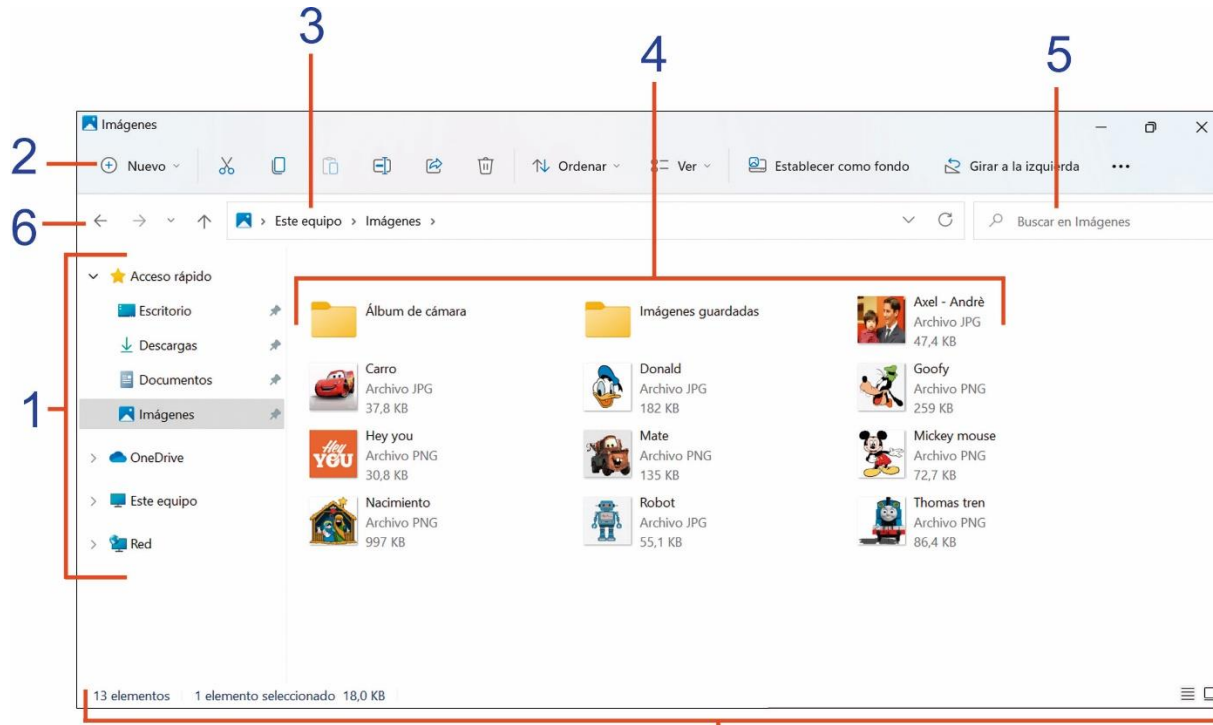 3
4
5
Imágenes
2
Nuevo
Ordenar
Ver
Establecer como fondo
Girar a la izquierda
6
Este equipo > Imágenes >
Buscar en Imágenes
1
Acceso rápido
Escritorio
Descargas
Documentos
Imágenes
OneDrive
Este equipo
Red
Álbum de cámara
Imágenes guardadas
Axel - Andrè
Archivo JPG
47,4 KB
Carro
Archivo JPG
37,8 KB
Donald
Archivo JPG
182 KB
Goofy
Archivo PNG
259 KB
Hey you
Archivo PNG
30,8 KB
Hey
YOU
Mate
Archivo PNG
135 KB
Mickey mouse
Archivo PNG
72,7 KB
Nacimiento
Archivo PNG
997 KB
Robot
Archivo JPG
55,1 KB
Thomas tren
Archivo PNG
86,4 KB
13 elementos
1 elemento seleccionado 18,0 KB